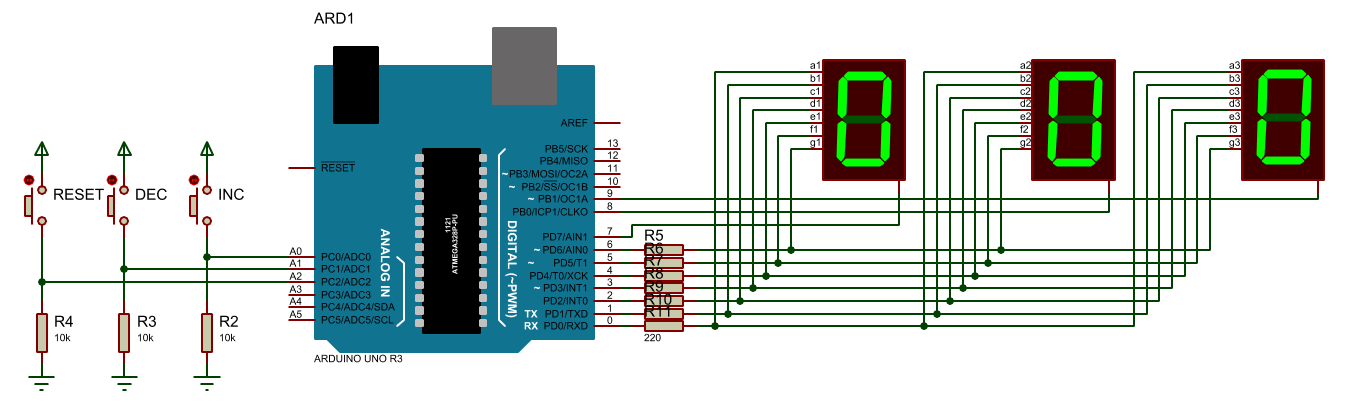 ARD1
RESET
DEC
INC
R4
10k
R3
10k
R2
10k
A0
A1
A2
A3
A4
A5
RESET
PC0/ADC0
PC1/ADC1
PC2/ADC2
PC3/ADC3
PC4/ADC4/SDA
PC5/ADC5/SCL
ANALOG IN
1121
ATMEGA328P-PU
DIGITAL (~PWM)
AREF
PB5/SCK 13
PB4/MISO 12
~PB3/MOSI/OC2A 11
~ PB2/SS/OC1B 10
~ PB1/OC1A 9
PB0/ICP1/CLKO 8
PD7/AIN1 7
~ PD6/AIN0 6
~ PD5/T1 5
PD4/T0/XCK 4
~ PD3/INT1 3
PD2/INT0 2
TX PD1/TXD 1
RX PD0/RXD 0
ARDUINO UNO R3
R5
R6
R7
R8
R9
R10
R11
220
a1
b1
c1
d1
e1
f1
g1
0
a2
b2
c2
d2
e2
f2
g2
0
a3
b3
c3
d3
e3
f3
g3
0